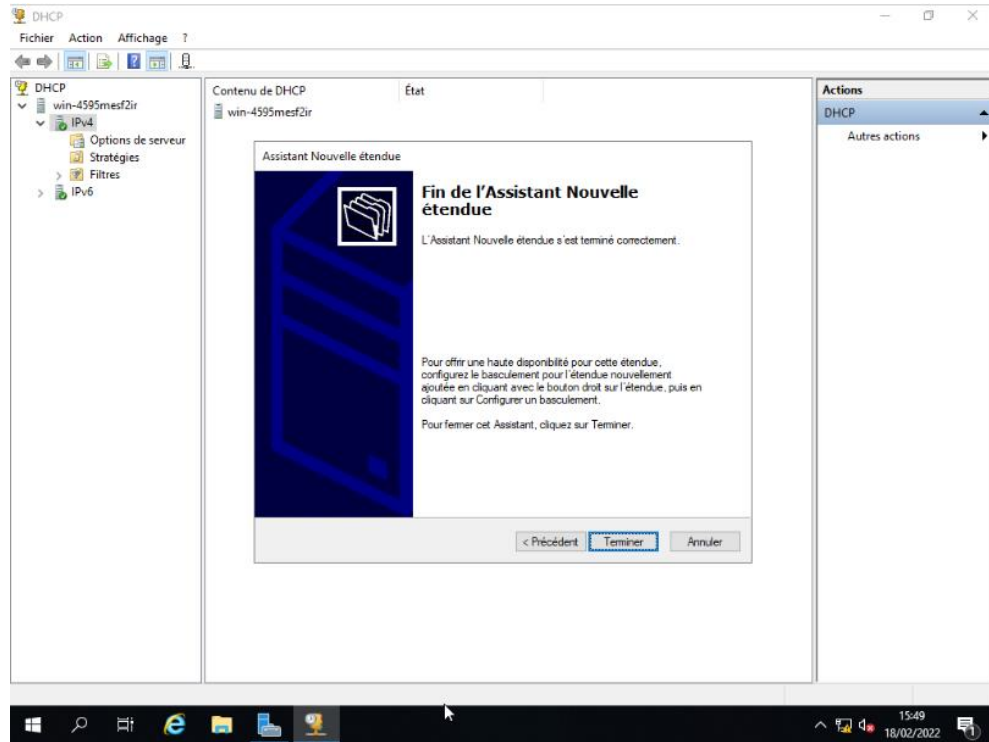 DHCP
Fichier Action Affichage ?
DHCP
win-4595mesf2ir
IPv4
Options de serveur
Stratégies
Filtres
IPv6
Contenu de DHCP État
win-4595mesf2ir
Assistant Nouvelle étendue
Fin de l'Assistant Nouvelle
étendue
L'Assistant Nouvelle étendue s'est terminé correctement.
Pour offrir une haute disponibilité pour cette étendue,
configurez le basculement pour l'étendue nouvellement
ajoutée en cliquant avec le bouton droit sur l'étendue, puis en
cliquant sur Configurer un basculement.
Pour fermer cet Assistant, cliquez sur Terminer.
< Précédent Terminer Annuler
Actions
DHCP
Autres actions
15:49
18/02/2022
1